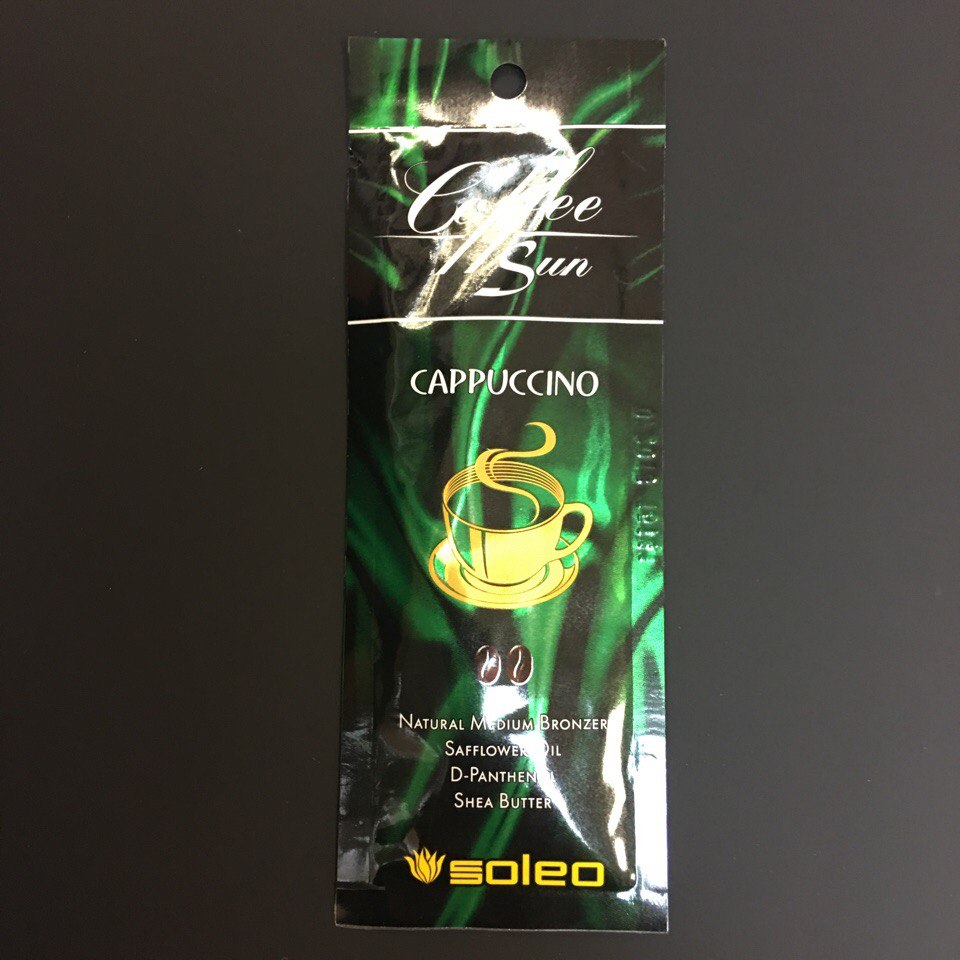 Coffee
n Sun
CAPPUCCINO
NATURAL MEDIUM BRONZER
SAFFLOWER OIL
D-PANTHENOL
SHEA BUTTER
soleo